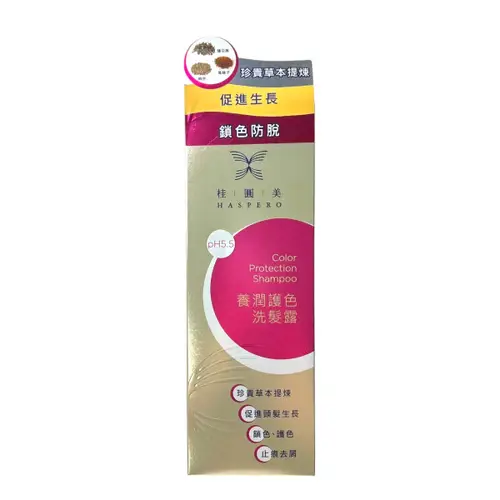 珍貴草本提煉
促進生長
鎖色防脫
桂 | 圓 | 美
HASPERO
pH5.5
Color
Protection
Shampoo
養潤護色
洗髮露
珍貴草本提煉
促進頭髮生長
鎖色、護色
止痕去屑